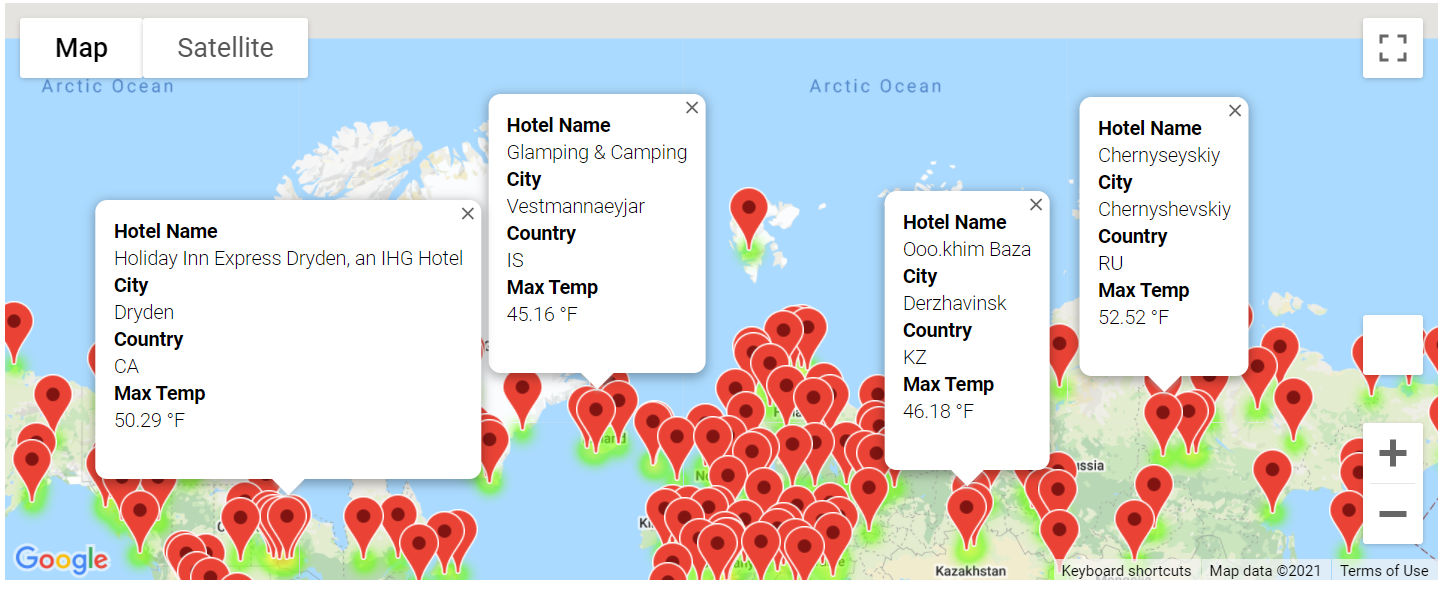 Map
Satellite
Arctic Ocean
Arctic Ocean
Hotel Name
Holiday Inn Express Dryden, an IHG Hotel
City
Dryden
Country
CA
Max Temp
50.29 °F
Hotel Name
Glamping & Camping
City
Vestmannaeyjar
Country
IS
Max Temp
45.16 °F
Hotel Name
Ooo.khim Baza
City
Derzhavinsk
Country
KZ
Max Temp
46.18 °F
Hotel Name
Chernyseyskiy
City
Chernyshevskiy
Country
RU
Max Temp
52.52 °F
Kazakhstan
Google
Keyboard shortcuts
Map data ©2021
Terms of Use